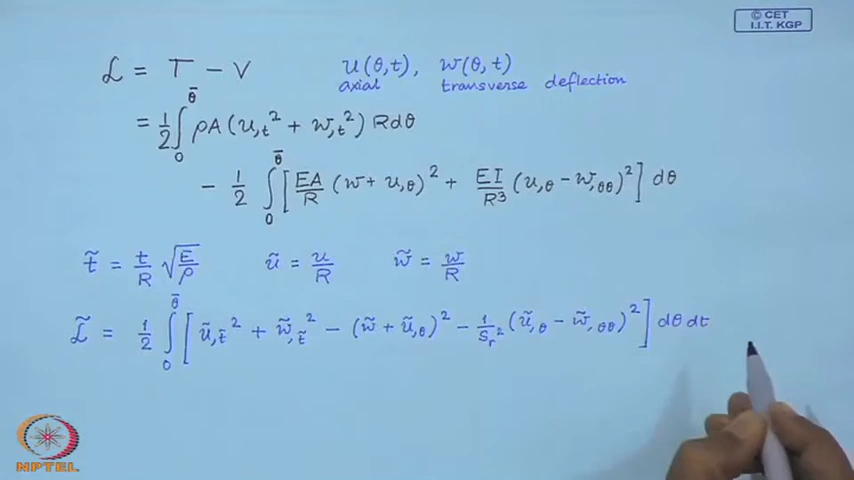 © CET
I.I.T. KGP
ℒ = T − V u(θ,t), w(θ,t)
axial transverse deflection
= 1/2 ∫₀^θ̄ ρA (u,t² + w,t²) R dθ
− 1/2 ∫₀^θ̄ [ EA/R (w + u,θ)² + EI/R³ (u,θ − w,θθ)² ] dθ
t̃ = t/R √(E/ρ) ũ = u/R w̃ = w/R
ℒ̃ = 1/2 ∫₀^θ̄ [ ũ,t̃² + w̃,t̃² − (w̃ + ũ,θ)² − 1/sᵣ² (ũ,θ − w̃,θθ)² ] dθ dt
NPTEL